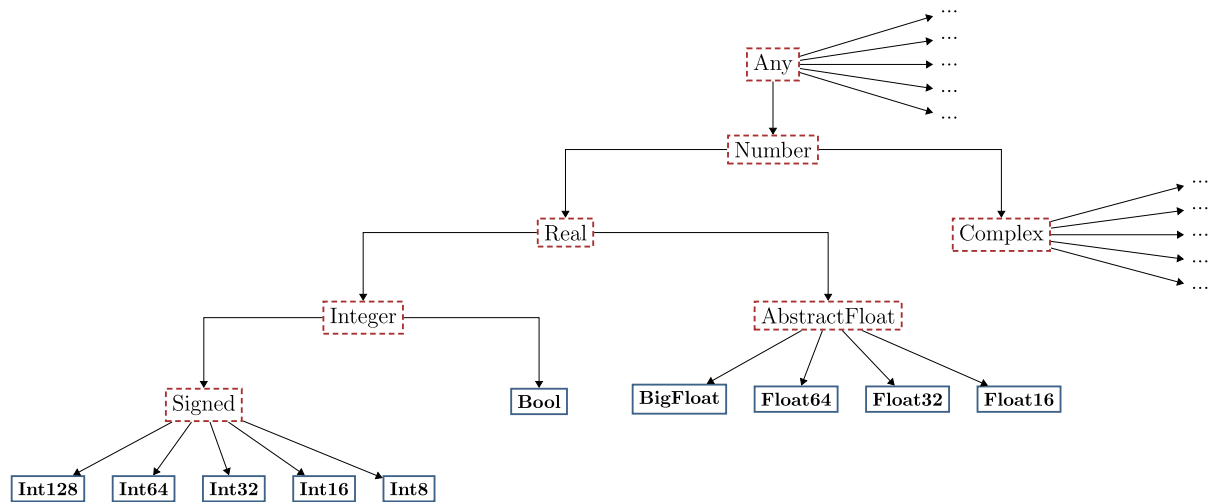 ...
...
Any
...
...
...
Number
...
...
Real
Complex
...
...
...
Integer
AbstractFloat
Signed
Bool
BigFloat
Float64
Float32
Float16
Int128
Int64
Int32
Int16
Int8